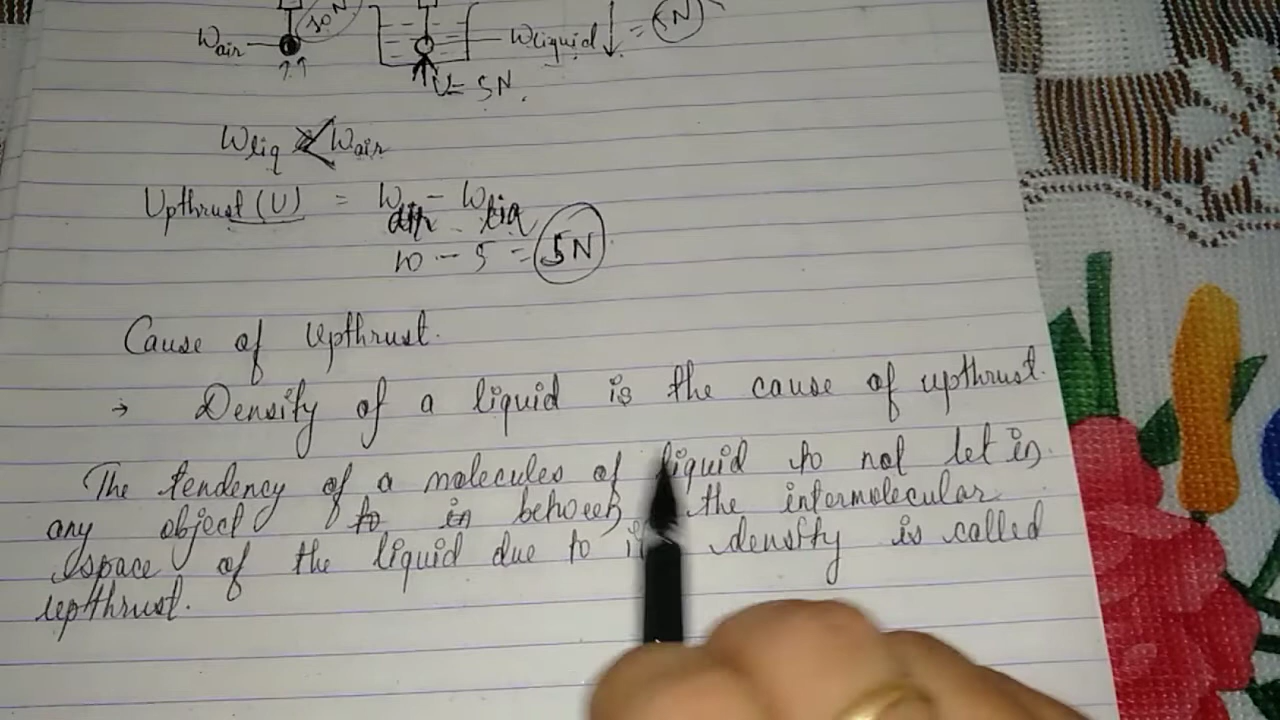 10N
Wair
Wliquid ↓ = 5N
U= 5N.
Wliq < Wair
Upthrust (U) = Wair - Wliq
10 - 5 = 5N
Cause of Upthrust.
→ Density of a liquid is the cause of upthrust.
The tendency of a molecules of liquid to not let in
any object to in between the intermolecular
space of the liquid due to density is called
upthrust.